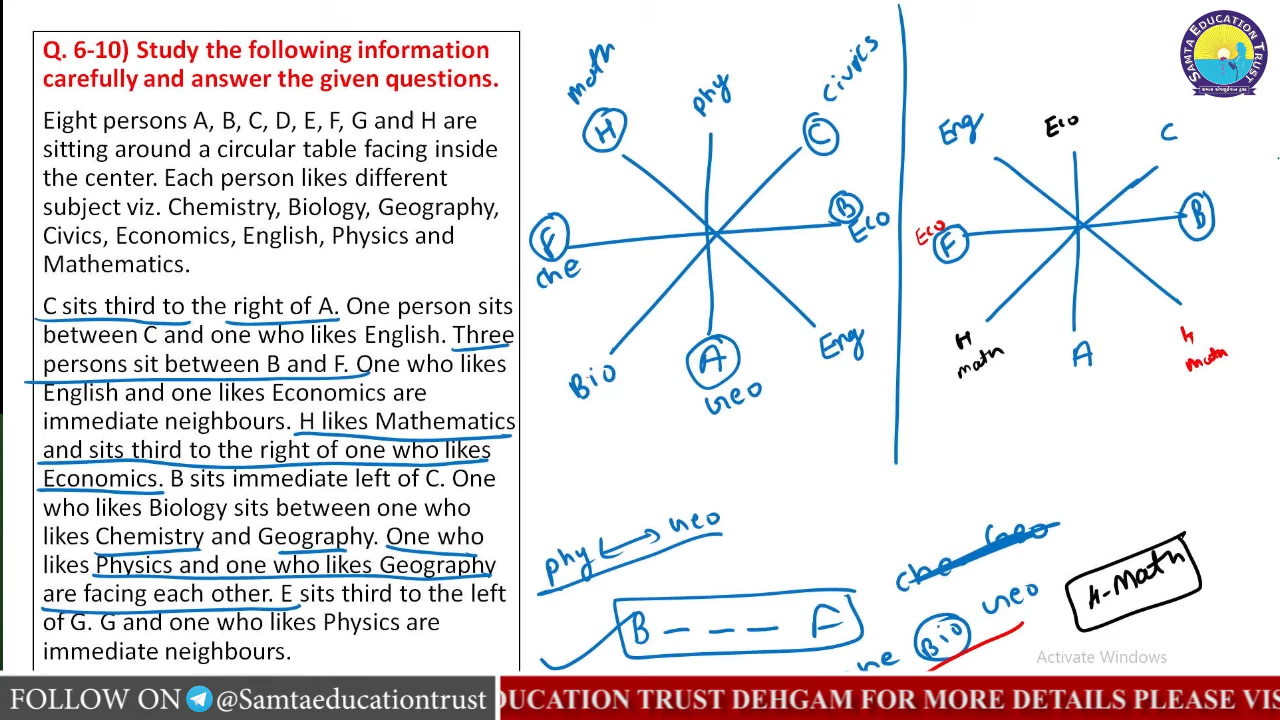 Q. 6-10) Study the following information
carefully and answer the given questions.
Eight persons A, B, C, D, E, F, G and H are
sitting around a circular table facing inside
the center. Each person likes different
subject viz. Chemistry, Biology, Geography,
Civics, Economics, English, Physics and
Mathematics.
C sits third to the right of A. One person sits
between C and one who likes English. Three
persons sit between B and F. One who likes
English and one likes Economics are
immediate neighbours. H likes Mathematics
and sits third to the right of one who likes
Economics. B sits immediate left of C. One
who likes Biology sits between one who
likes Chemistry and Geography. One who
likes Physics and one who likes Geography
are facing each other. E sits third to the left
of G. G and one who likes Physics are
immediate neighbours.
math
phy
civics
H
C
F
che
B
Eco
Bio
A
Geo
Eng
Eng
Eco
C
Eco
F
B
H
math
A
H
math
phy Geo
B - - - F
che Geo
Bio
Geo
H-Math
SAMTA EDUCATION TRUST
Activate Windows
FOLLOW ON @Samtaeducationtrust
DUCATION TRUST DEHGAM FOR MORE DETAILS PLEASE VIS